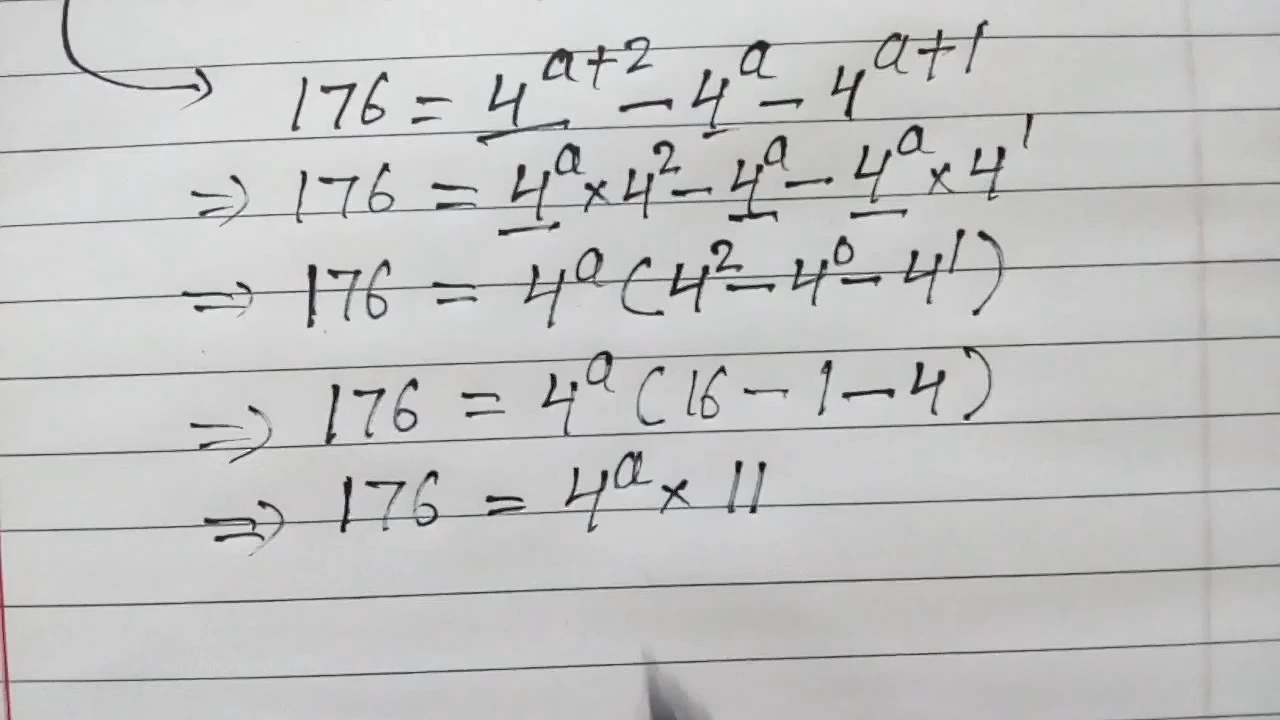 176 = 4^{a+2} - 4^a - 4^{a+1}
⇒ 176 = 4^a × 4^2 - 4^a - 4^a × 4^1
⇒ 176 = 4^a (4^2 - 4^0 - 4^1)
⇒ 176 = 4^a (16 - 1 - 4)
⇒ 176 = 4^a × 11